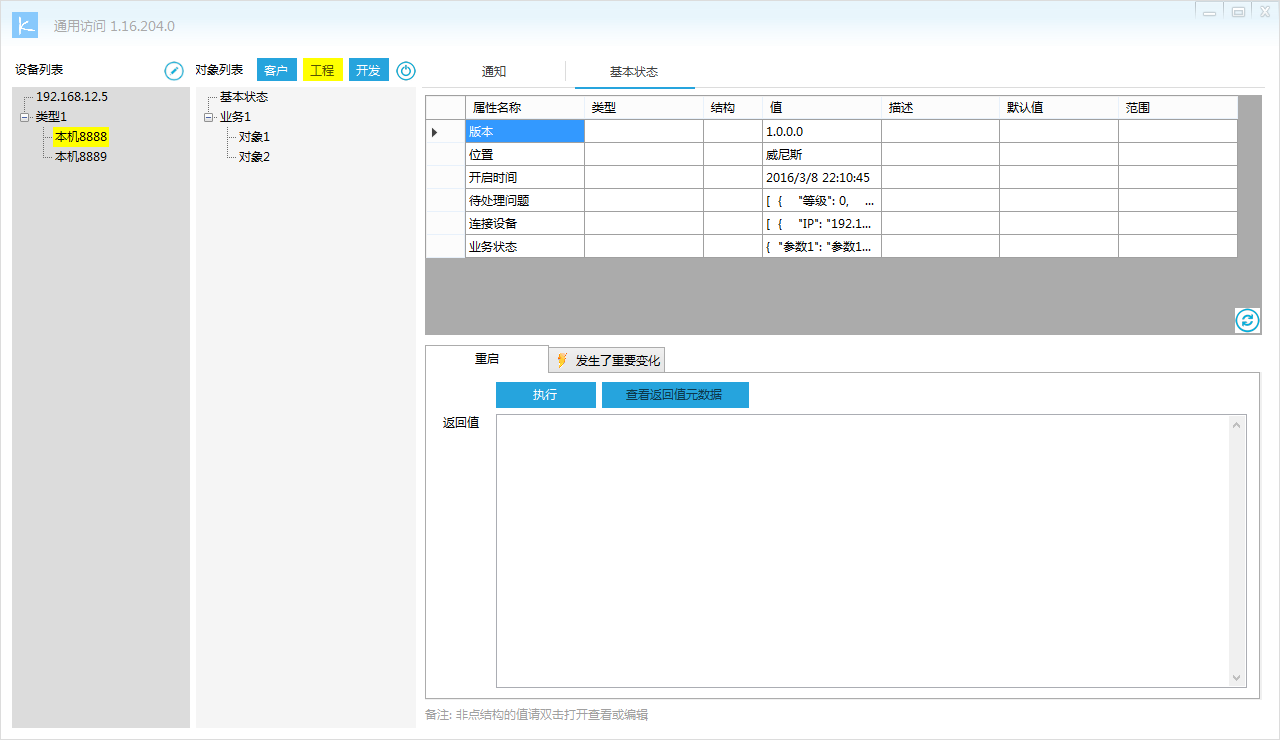 通用访问 1.16.204.0
设备列表
192.168.12.5
类型1
本机8888
本机8889
对象列表 客户 工程 开发
基本状态
业务1
对象1
对象2
通知 基本状态
属性名称 类型 结构 值 描述 默认值 范围
版本 1.0.0.0
位置 威尼斯
开启时间 2016/3/8 22:10:45
待处理问题 [ { "等级": 0, ...
连接设备 [ { "IP": "192.1...
业务状态 { "参数1": "参数1...
重启 发生了重要变化
执行 查看返回值元数据
返回值
备注: 非点结构的值请双击打开查看或编辑